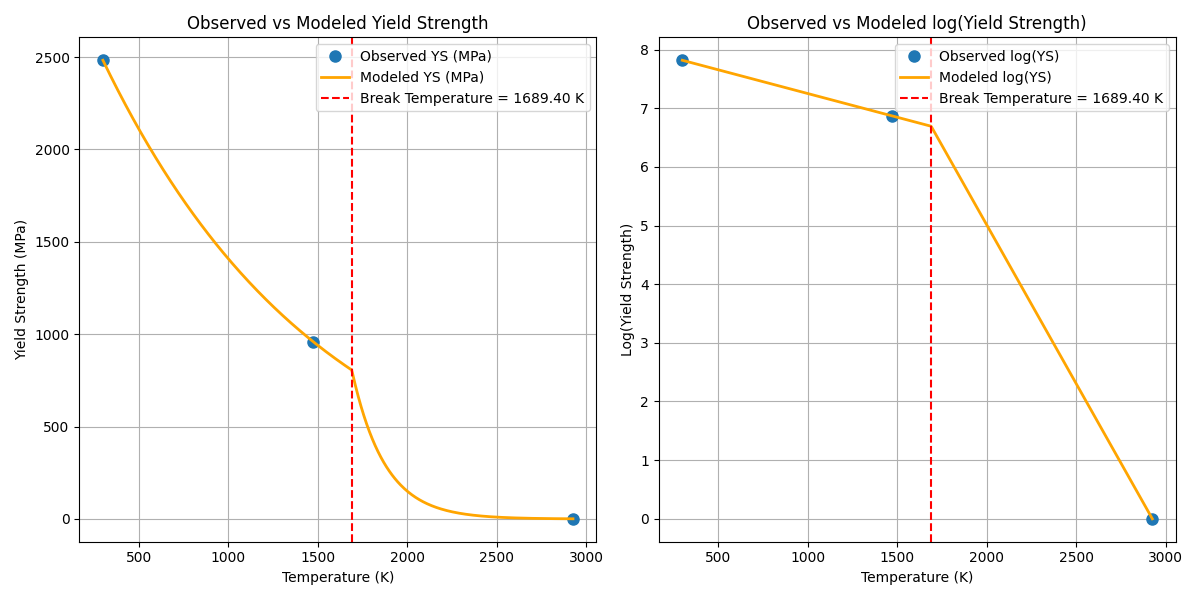 Observed vs Modeled Yield Strength
Observed YS (MPa)
Modeled YS (MPa)
Break Temperature = 1689.40 K
Yield Strength (MPa)
2500
2000
1500
1000
500
0
500
1000
1500
2000
2500
3000
Temperature (K)
Observed vs Modeled log(Yield Strength)
Observed log(YS)
Modeled log(YS)
Break Temperature = 1689.40 K
Log(Yield Strength)
8
7
6
5
4
3
2
1
0
500
1000
1500
2000
2500
3000
Temperature (K)